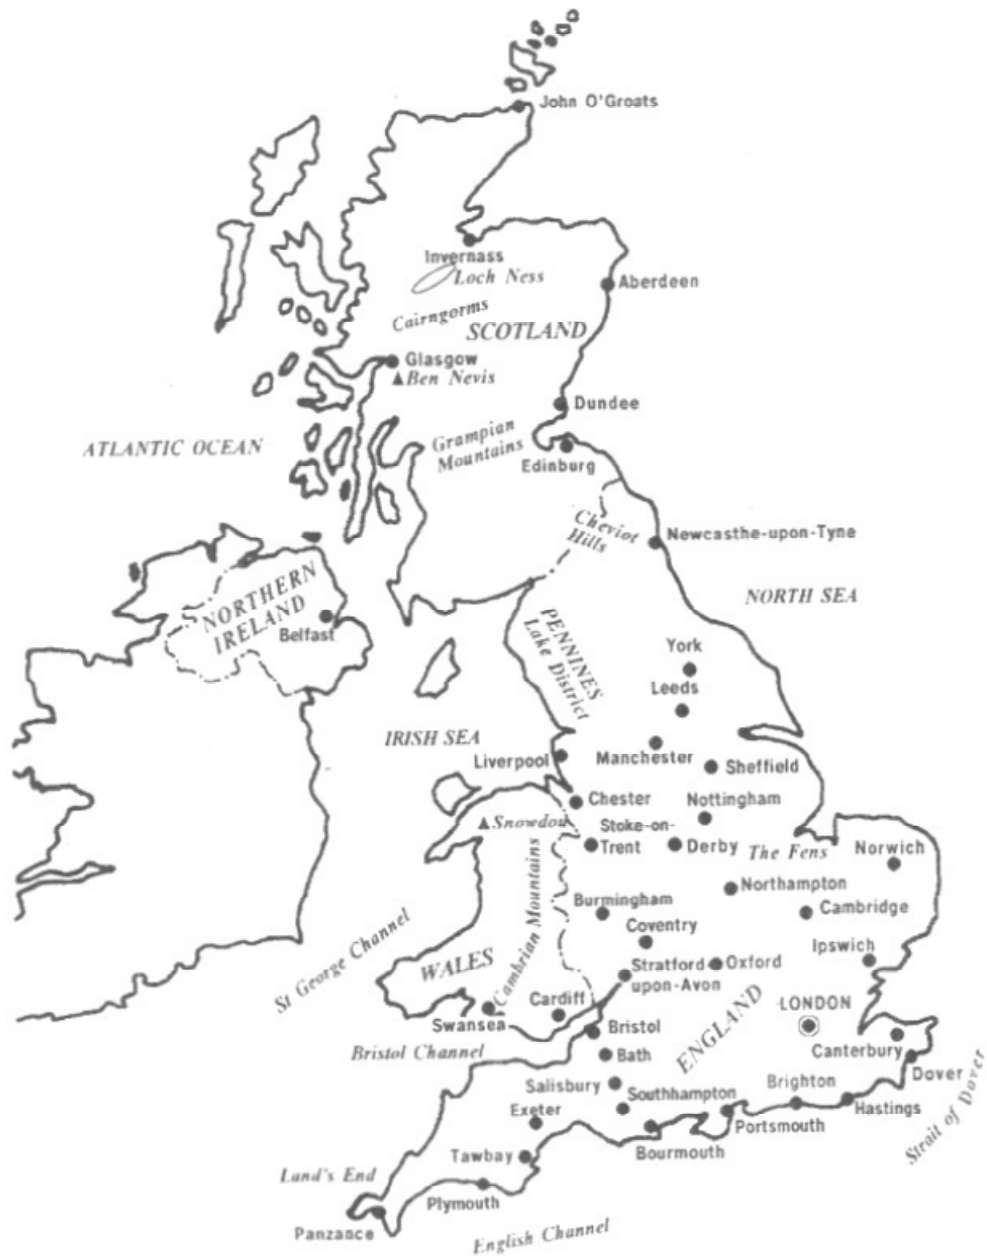 John O'Groats
Invernass
Loch Ness
Aberdeen
Cairngorms
SCOTLAND
Glasgow
Ben Nevis
Dundee
ATLANTIC OCEAN
Grampian
Mountains
Edinburg
Cheviot
Hills
Newcasthe-upon-Tyne
NORTHERN
IRELAND
Belfast
NORTH SEA
PENNINES
Lake District
York
Leeds
IRISH SEA
Liverpool
Manchester
Sheffield
Chester
Nottingham
Snowdou
Stoke-on-
Trent
Derby
The Fens
Norwich
Northampton
Cambrian Mountains
Burmingham
Cambridge
Coventry
Ipswich
St George Channel
WALES
Stratford
upon-Avon
Oxford
ENGLAND
LONDON
Cardiff
Swansea
Bristol
Canterbury
Bristol Channel
Bath
Dover
Strait of Dover
Salisbury
Southhampton
Brighton
Hastings
Exeter
Portsmouth
Bourmouth
Tawbay
Land's End
Plymouth
Panzance
English Channel